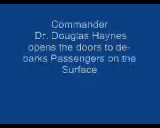 Commander
Dr. Douglas Haynes
opens the doors to de-
barks Passengers on the
Surface